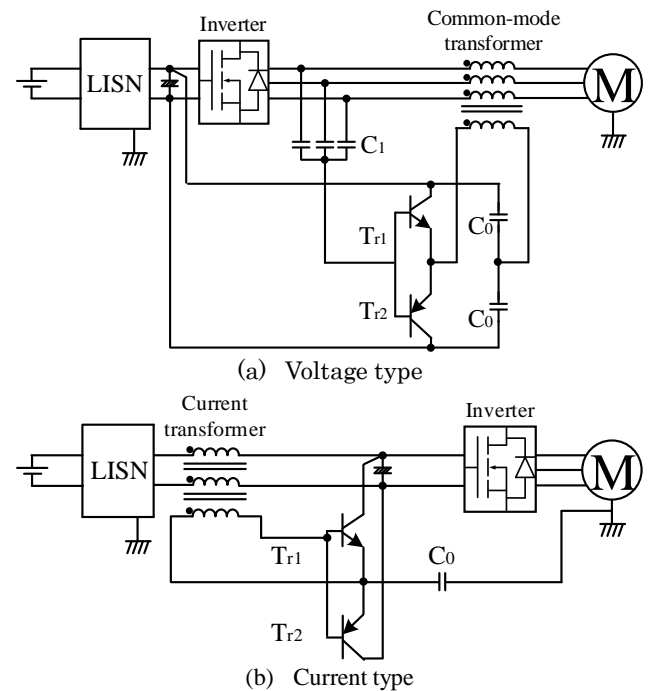 Inverter
Common-mode
transformer
LISN
M
C1
Tr1
C0
Tr2
C0
(a) Voltage type
Current
transformer
Inverter
LISN
M
Tr1
C0
Tr2
(b) Current type